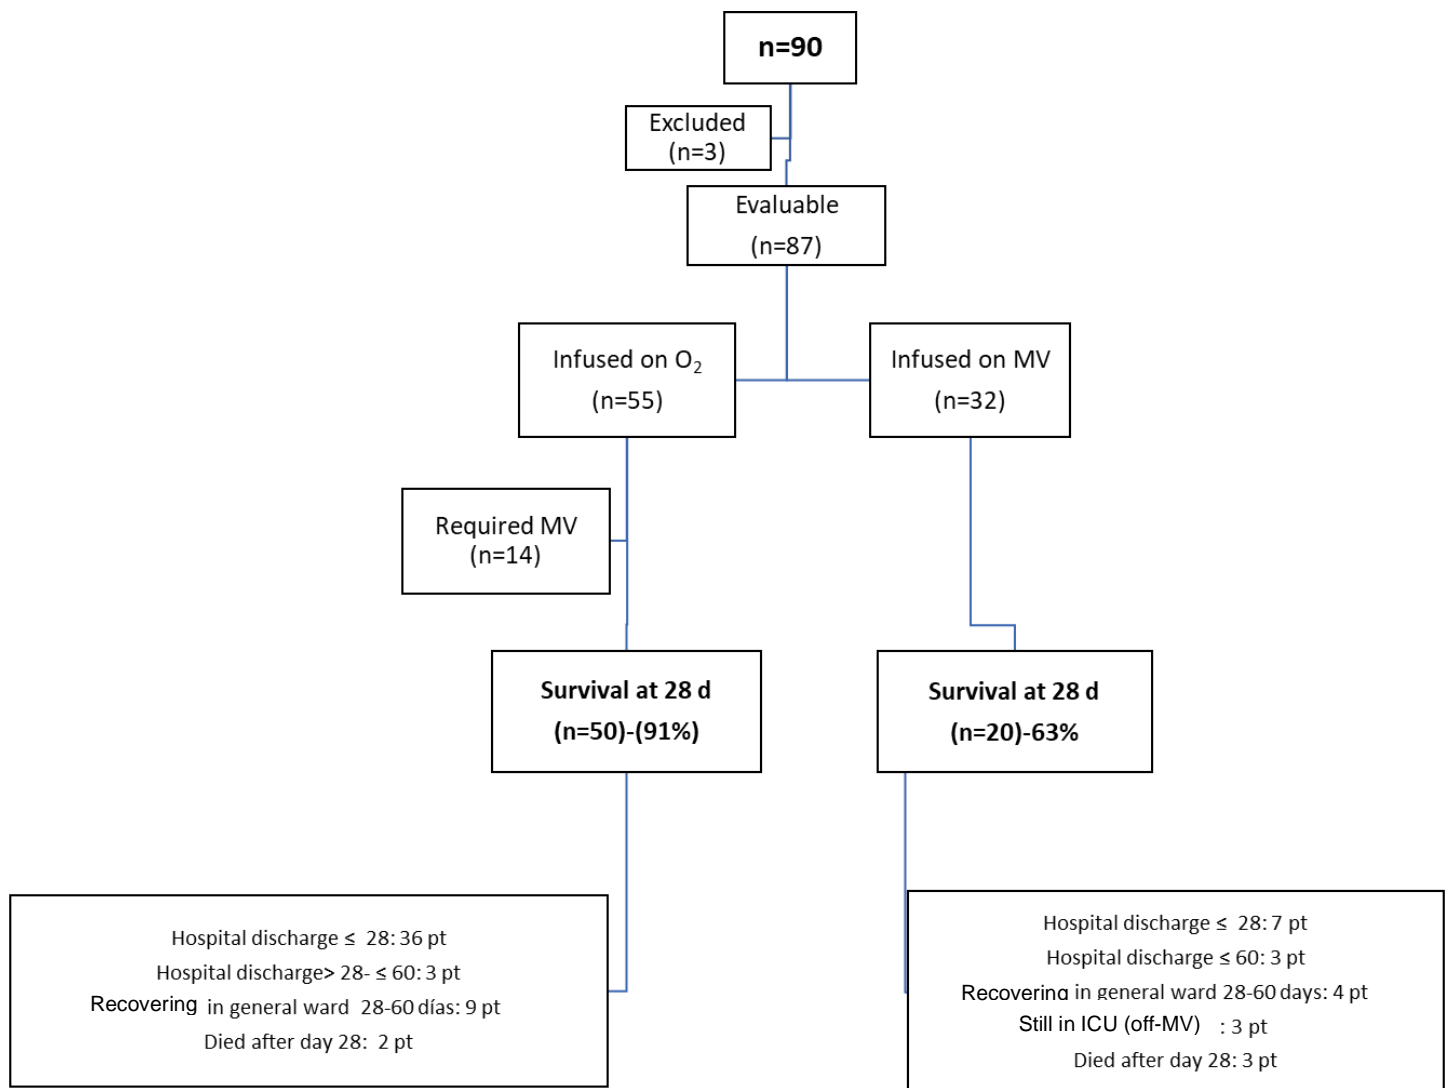 n=90
Excluded
(n=3)
Evaluable
(n=87)
Infused on O₂
(n=55)
Infused on MV
(n=32)
Required MV
(n=14)
Survival at 28 d
(n=50)-(91%)
Survival at 28 d
(n=20)-63%
Hospital discharge ≤ 28: 36 pt
Hospital discharge> 28- ≤ 60: 3 pt
Recovering in general ward 28-60 días: 9 pt
Died after day 28: 2 pt
Hospital discharge ≤ 28: 7 pt
Hospital discharge ≤ 60: 3 pt
Recovering in general ward 28-60 days: 4 pt
Still in ICU (off-MV) : 3 pt
Died after day 28: 3 pt